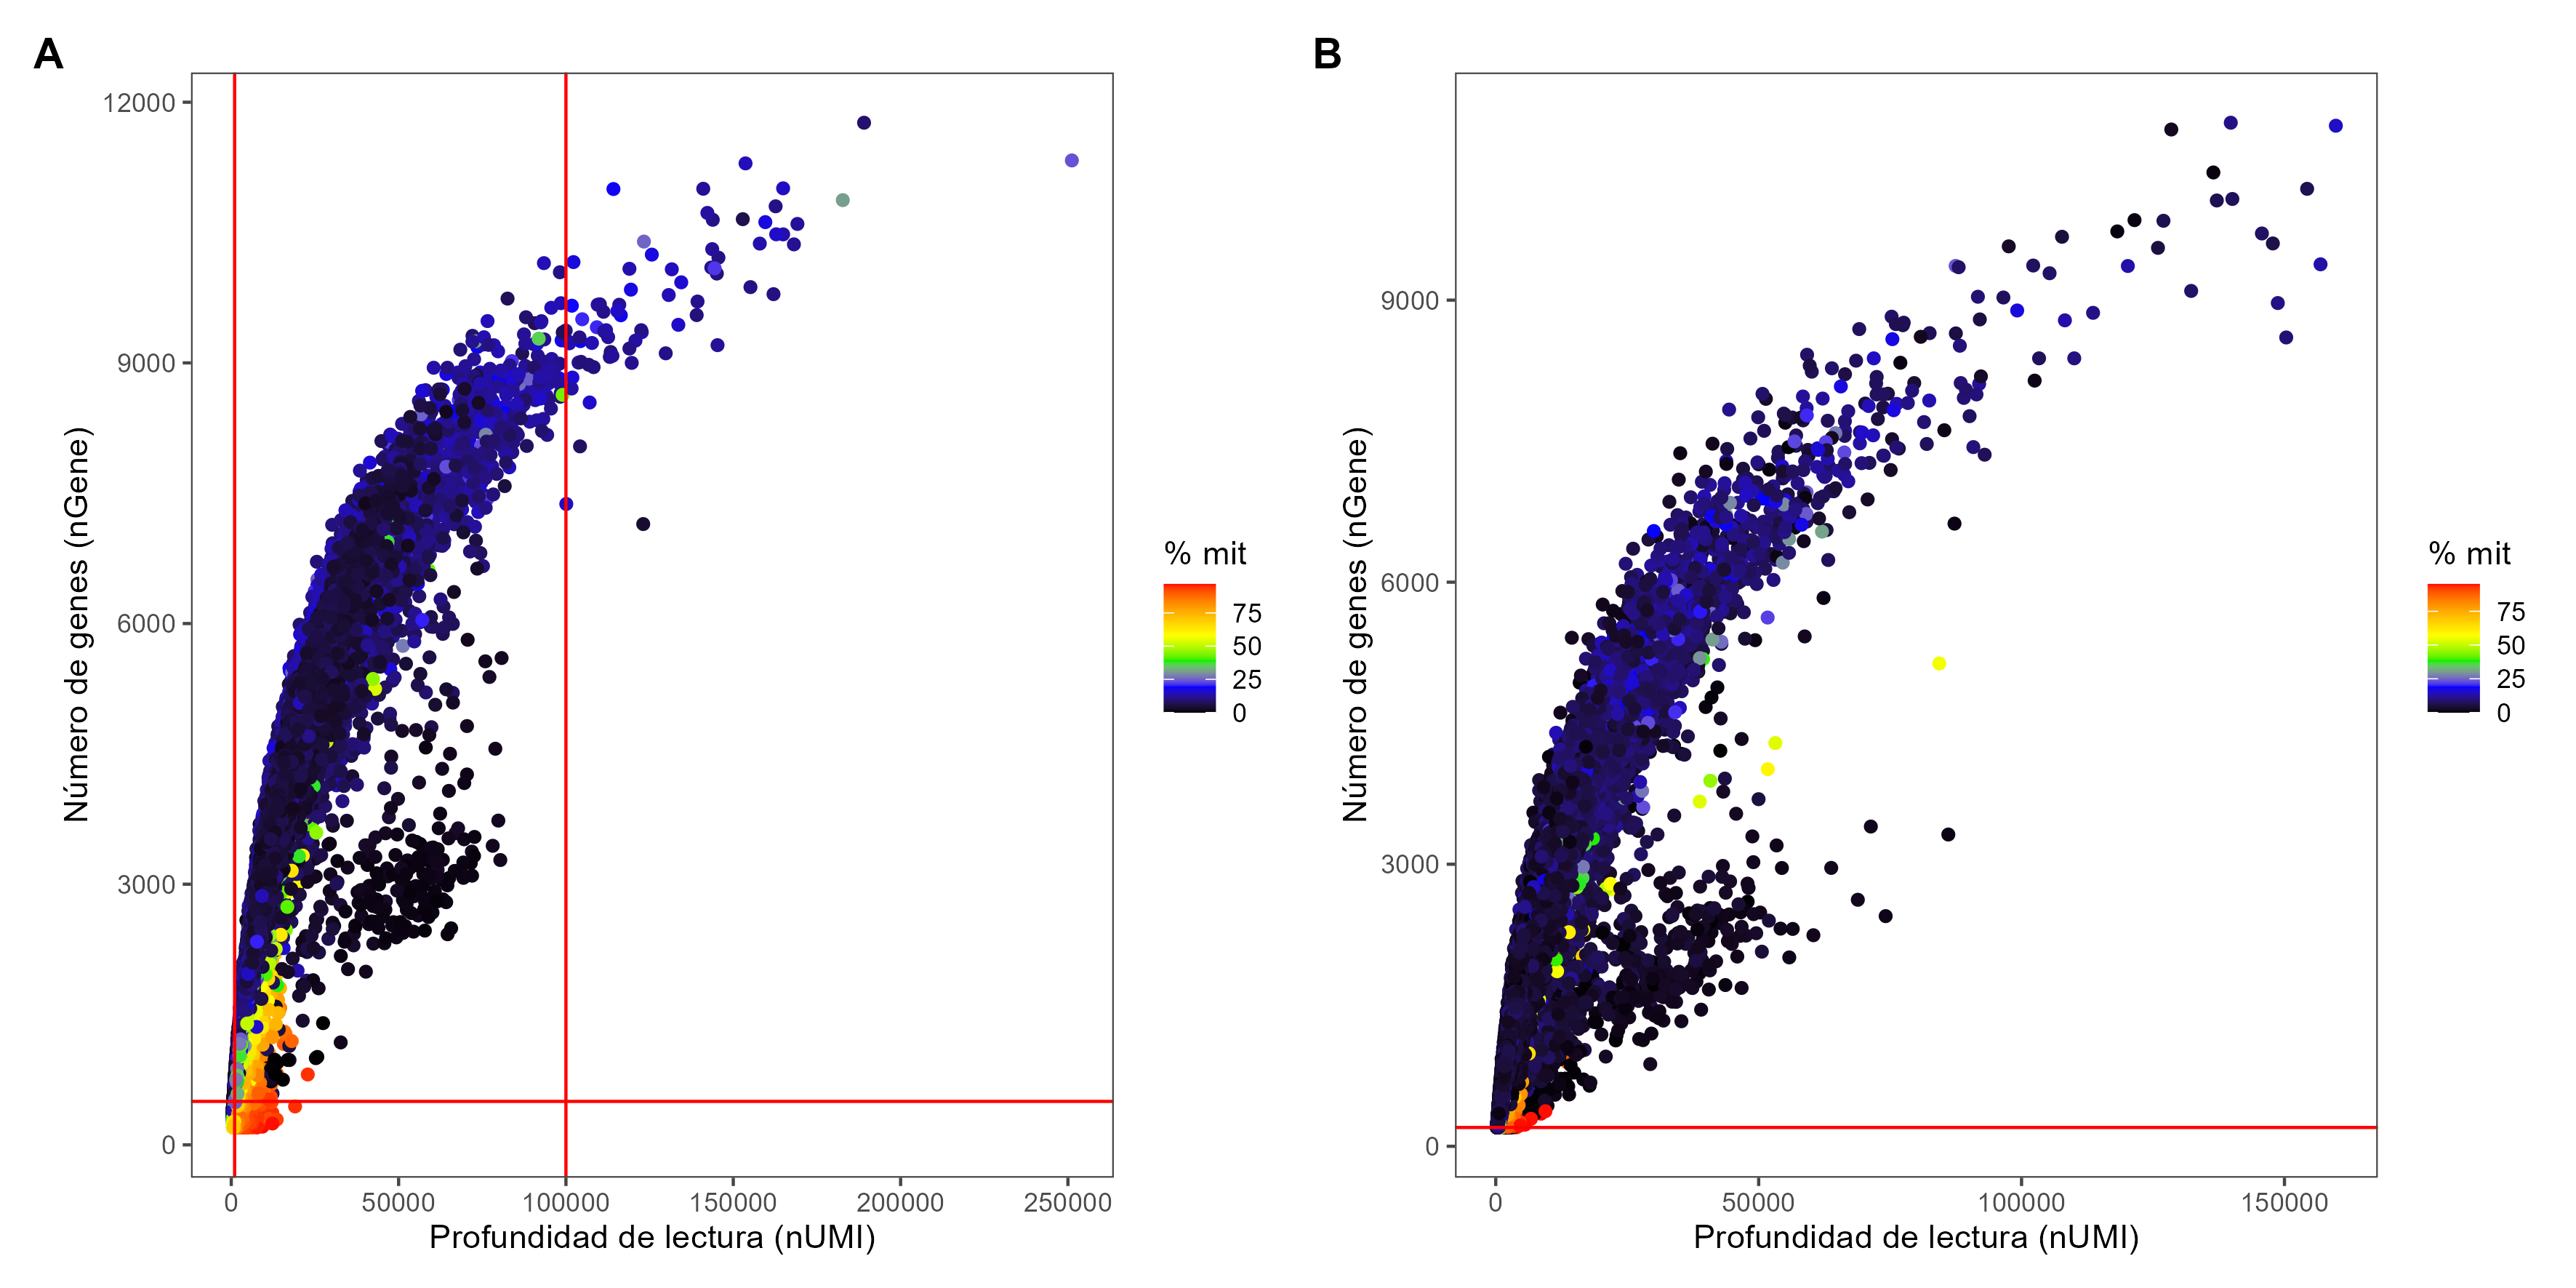 A
12000
9000
6000
3000
0
Número de genes (nGene)
0 50000 100000 150000 200000 250000
Profundidad de lectura (nUMI)
% mit
75
50
25
0
B
9000
6000
3000
0
Número de genes (nGene)
0 50000 100000 150000
Profundidad de lectura (nUMI)
% mit
75
50
25
0